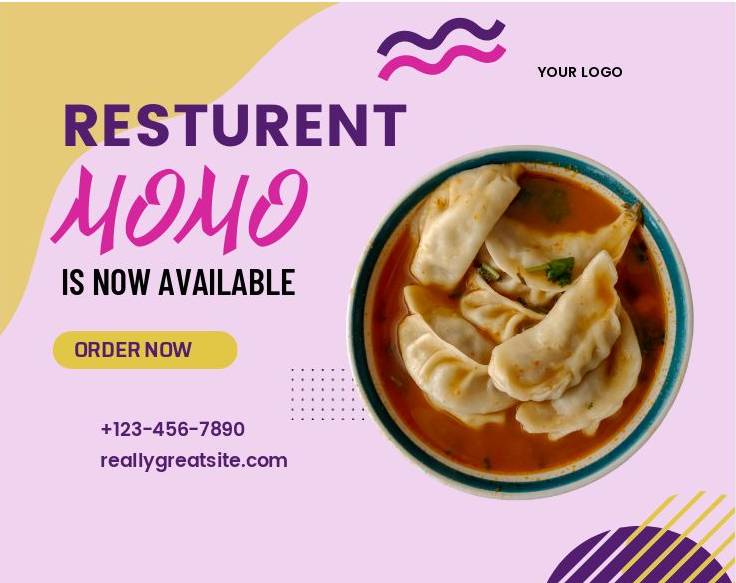 YOUR LOGO
RESTURENT
MOMO
IS NOW AVAILABLE
ORDER NOW
+123-456-7890
reallygreatsite.com